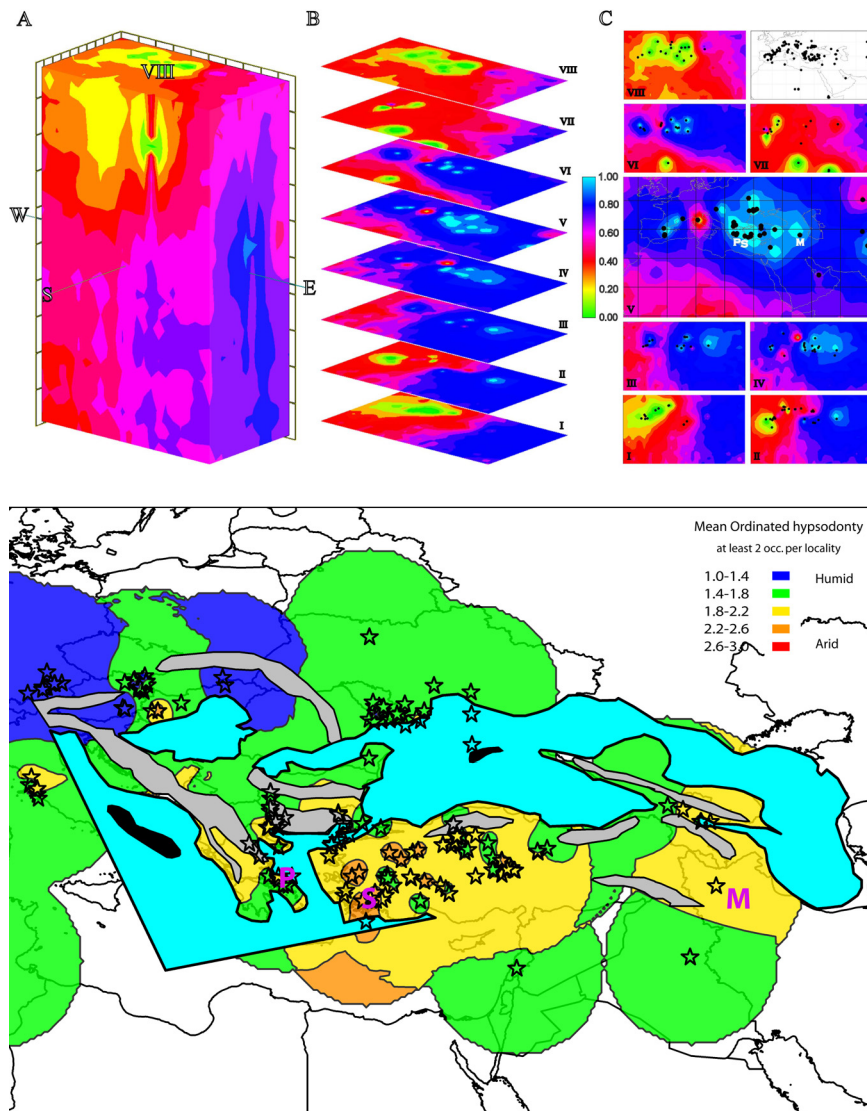 A
B
C
VIII
W
S
E
VIII
VII
VI
V
IV
III
II
I
1.00
0.80
0.60
0.40
0.20
0.00
VIII
VI
VII
PS
M
V
III
IV
I
II
Mean Ordinated hypsodonty
at least 2 occ. per locality
1.0-1.4 Humid
1.4-1.8
1.8-2.2
2.2-2.6 Arid
2.6-3.0
P
S
M